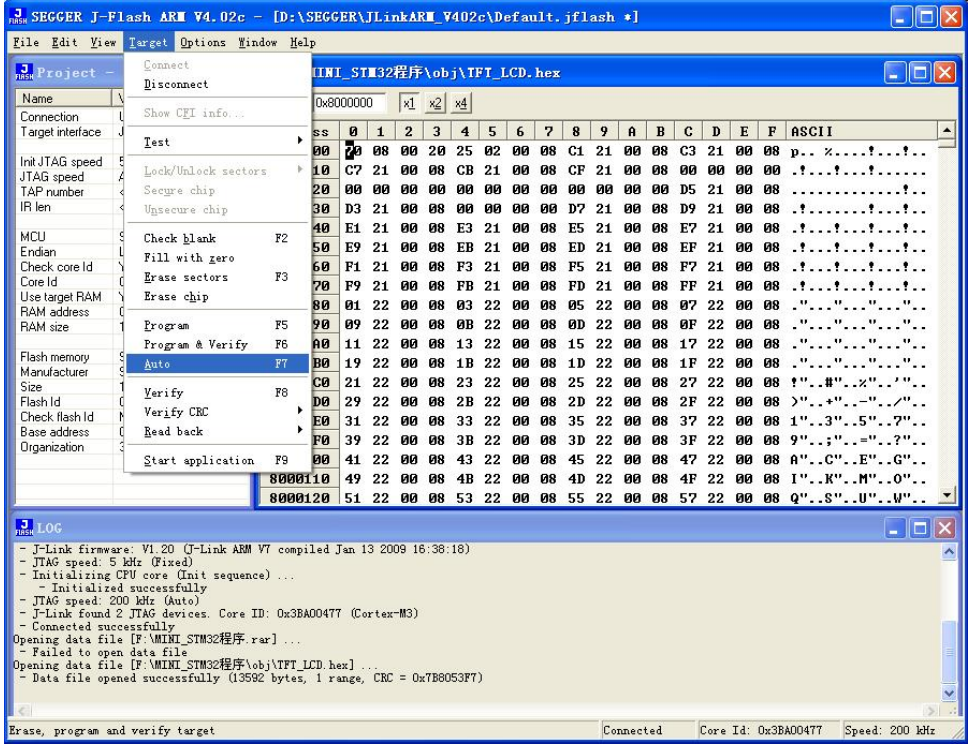 SEGGER J-Flash ARM V4.02c - [D:\SEGGER\JLinkARM_V402c\Default.jflash *]
File Edit View Target Options Window Help
Project -
INI_STM32程序\obj\TFT_LCD.hex
Name
Connection
Target interface
Init JTAG speed
JTAG speed
TAP number
IR len
MCU
Endian
Check core Id
Core Id
Use target RAM
RAM address
RAM size
Flash memory
Manufacturer
Size
Flash Id
Check flash Id
Base address
Organization
Connect
Disconnect
Show CFI info...
Test
Lock/Unlock sectors
Secure chip
Unsecure chip
Check blank F2
Fill with zero
Erase sectors F3
Erase chip
Program F5
Program & Verify F6
Auto F7
Verify F8
Verify CRC
Read back
Start application F9
0x8000000 x1 x2 x4
ss 0 1 2 3 4 5 6 7 8 9 A B C D E F ASCII
00 70 08 00 20 25 02 00 08 C1 21 00 08 C3 21 00 08 p.. %....!...!..
10 C7 21 00 08 CB 21 00 08 CF 21 00 08 00 00 00 00 .!...!...!......
20 00 00 00 00 00 00 00 00 00 00 00 00 D5 21 00 08 .............!..
30 D3 21 00 08 00 00 00 00 D7 21 00 08 D9 21 00 08 .!.......!...!..
40 E1 21 00 08 E3 21 00 08 E5 21 00 08 E7 21 00 08 .!...!...!...!..
50 E9 21 00 08 EB 21 00 08 ED 21 00 08 EF 21 00 08 .!...!...!...!..
60 F1 21 00 08 F3 21 00 08 F5 21 00 08 F7 21 00 08 .!...!...!...!..
70 F9 21 00 08 FB 21 00 08 FD 21 00 08 FF 21 00 08 .!...!...!...!..
80 01 22 00 08 03 22 00 08 05 22 00 08 07 22 00 08 ."..."..."..."..
90 09 22 00 08 0B 22 00 08 0D 22 00 08 0F 22 00 08 ."..."..."..."..
A0 11 22 00 08 13 22 00 08 15 22 00 08 17 22 00 08 ."..."..."..."..
B0 19 22 00 08 1B 22 00 08 1D 22 00 08 1F 22 00 08 ."..."..."..."..
C0 21 22 00 08 23 22 00 08 25 22 00 08 27 22 00 08 !"..#"..%"..'"..
D0 29 22 00 08 2B 22 00 08 2D 22 00 08 2F 22 00 08 )"..+"..-"../"..
E0 31 22 00 08 33 22 00 08 35 22 00 08 37 22 00 08 1"..3"..5"..7"..
F0 39 22 00 08 3B 22 00 08 3D 22 00 08 3F 22 00 08 9"..;"..="..?"..
00 41 22 00 08 43 22 00 08 45 22 00 08 47 22 00 08 A"..C"..E"..G"..
8000110 49 22 00 08 4B 22 00 08 4D 22 00 08 4F 22 00 08 I"..K"..M"..O"..
8000120 51 22 00 08 53 22 00 08 55 22 00 08 57 22 00 08 Q"..S"..U"..W"..
LOG
- J-Link firmware: V1.20 (J-Link ARM V7 compiled Jan 13 2009 16:38:18)
- JTAG speed: 5 kHz (Fixed)
- Initializing CPU core (Init sequence) ...
- Initialized successfully
- JTAG speed: 200 kHz (Auto)
- J-Link found 2 JTAG devices. Core ID: 0x3BA00477 (Cortex-M3)
- Connected successfully
Opening data file [F:\MINI_STM32程序.rar] ...
- Failed to open data file
Opening data file [F:\MINI_STM32程序\obj\TFT_LCD.hex] ...
- Data file opened successfully (13592 bytes, 1 range, CRC = 0x7B8053F7)
Erase, program and verify target Connected Core Id: 0x3BA00477 Speed: 200 kHz